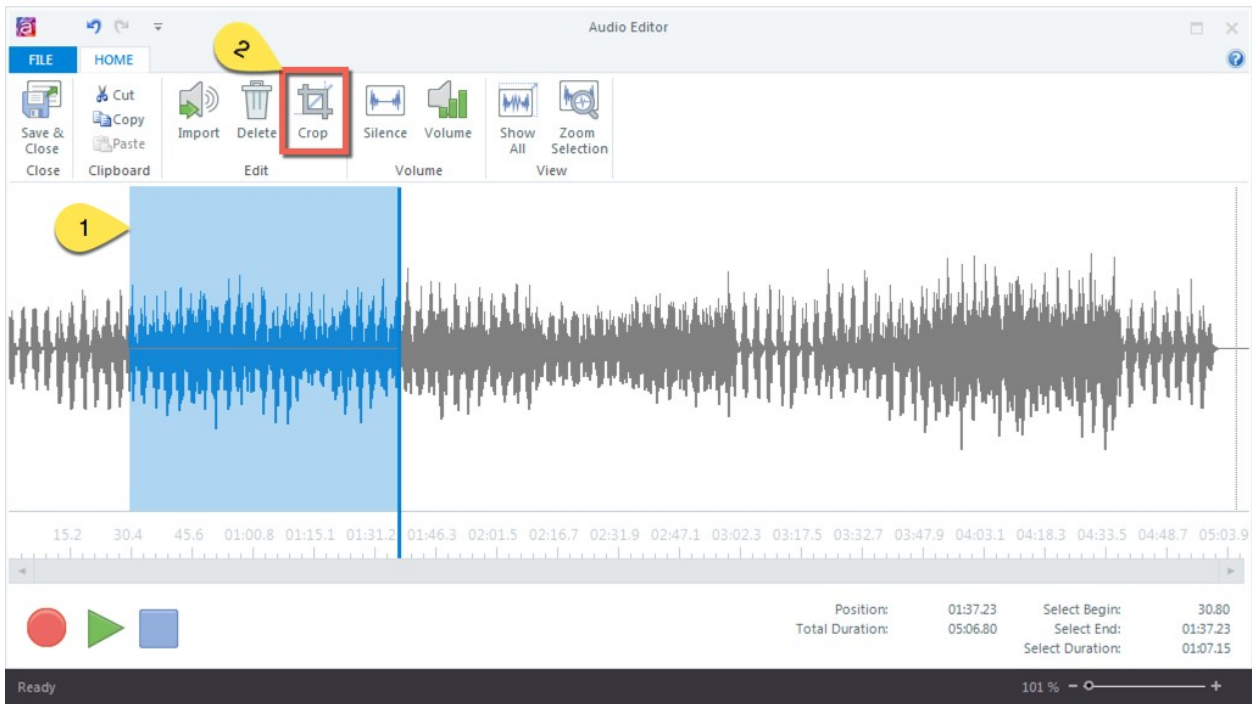 Audio Editor
FILE HOME
2
Save & Close
Cut
Copy
Paste
Import
Delete
Crop
Silence
Volume
Show All
Zoom Selection
Close Clipboard Edit Volume View
1
15.2 30.4 45.6 01:00.8 01:15.1 01:31.2 01:46.3 02:01.5 02:16.7 02:31.9 02:47.1 03:02.3 03:17.5 03:32.7 03:47.9 04:03.1 04:18.3 04:33.5 04:48.7 05:03.9
Position: 01:37.23 Select Begin: 30.80
Total Duration: 05:06.80 Select End: 01:37.23
Select Duration: 01:07.15
Ready 101 %